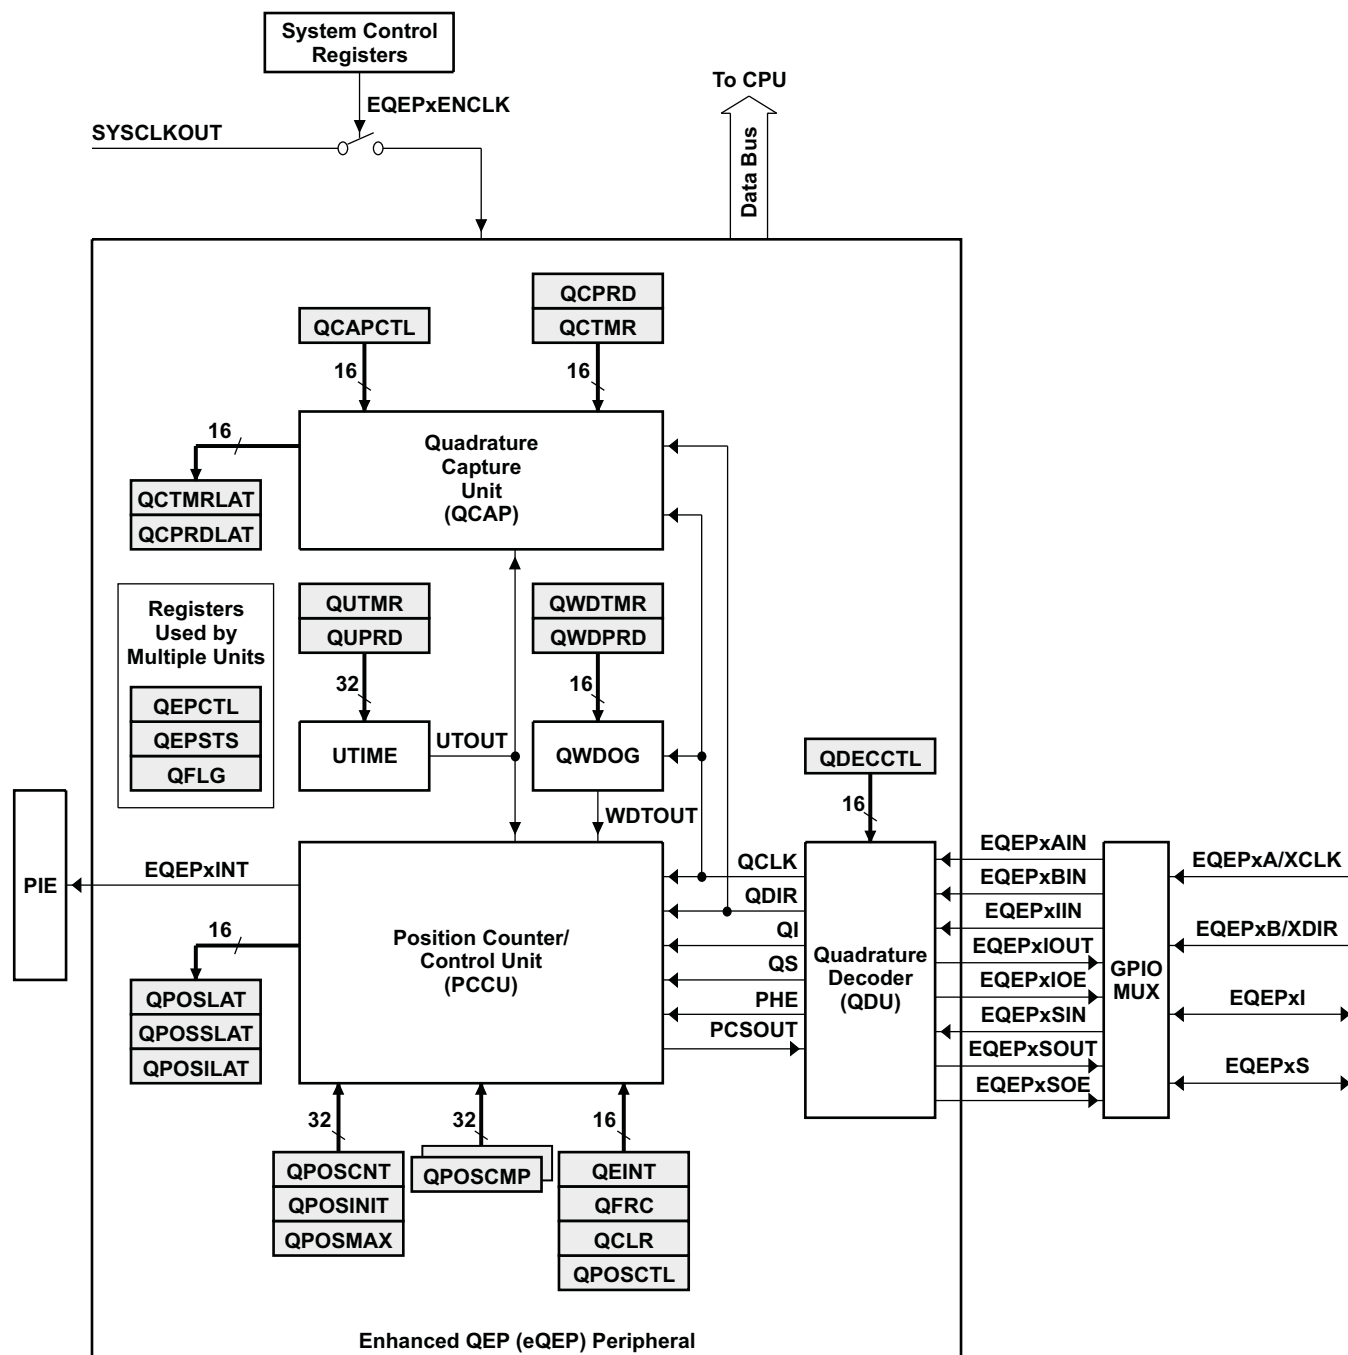 System Control
Registers
To CPU
EQEPxENCLK
SYSCLKOUT
Data Bus
QCPRD
QCAPCTL
QCTMR
16
16
16
Quadrature
Capture
Unit
(QCAP)
QCTMRLAT
QCPRDLAT
Registers
Used by
Multiple Units
QEPCTL
QEPSTS
QFLG
QUTMR
QUPRD
QWDTMR
QWDPRD
32
16
UTIME
UTOUT
QWDOG
WDTOUT
QDECCTL
16
PIE
EQEPxINT
16
Position Counter/
Control Unit
(PCCU)
QCLK
QDIR
QI
QS
PHE
PCSOUT
Quadrature
Decoder
(QDU)
EQEPxAIN
EQEPxBIN
EQEPxIIN
EQEPxIOUT
EQEPxIOE
EQEPxSIN
EQEPxSOUT
EQEPxSOE
GPIO
MUX
EQEPxA/XCLK
EQEPxB/XDIR
EQEPxI
EQEPxS
QPOSLAT
QPOSSLAT
QPOSILAT
32
32
16
QPOSCNT
QPOSINIT
QPOSMAX
QPOSCMP
QEINT
QFRC
QCLR
QPOSCTL
Enhanced QEP (eQEP) Peripheral